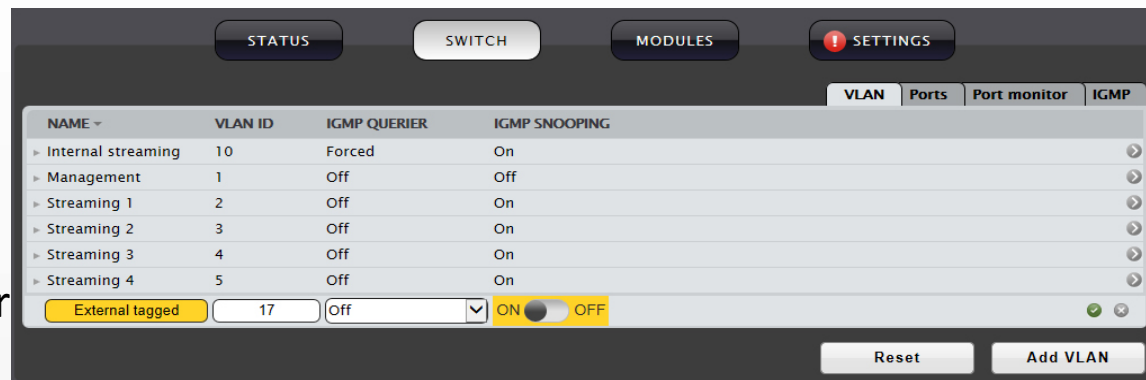 STATUS SWITCH MODULES ! SETTINGS
VLAN Ports Port monitor IGMP
NAME VLAN ID IGMP QUERIER IGMP SNOOPING
Internal streaming 10 Forced On
Management 1 Off Off
Streaming 1 2 Off On
Streaming 2 3 Off On
Streaming 3 4 Off On
Streaming 4 5 Off On
r External tagged 17 Off ON OFF
Reset Add VLAN